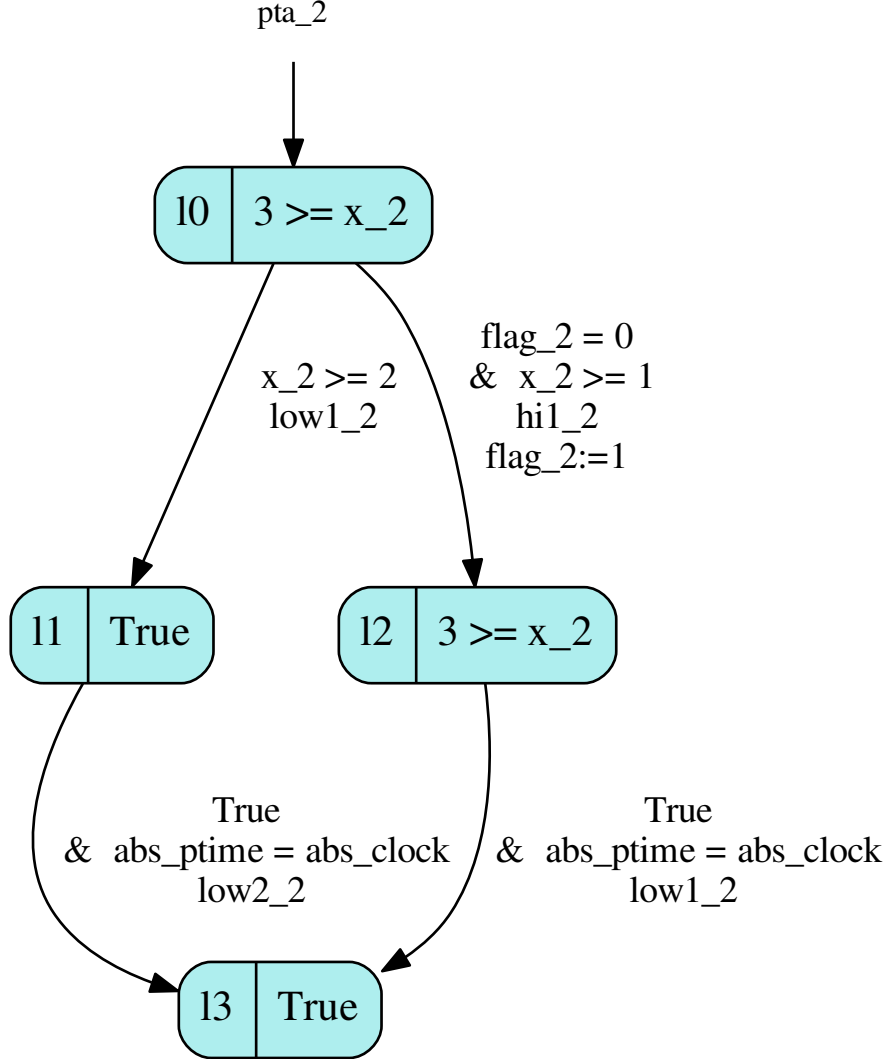 pta_2
l0 3 >= x_2
x_2 >= 2
low1_2
flag_2 = 0
& x_2 >= 1
hi1_2
flag_2:=1
l1 True
l2 3 >= x_2
True
& abs_ptime = abs_clock
low2_2
True
& abs_ptime = abs_clock
low1_2
l3 True